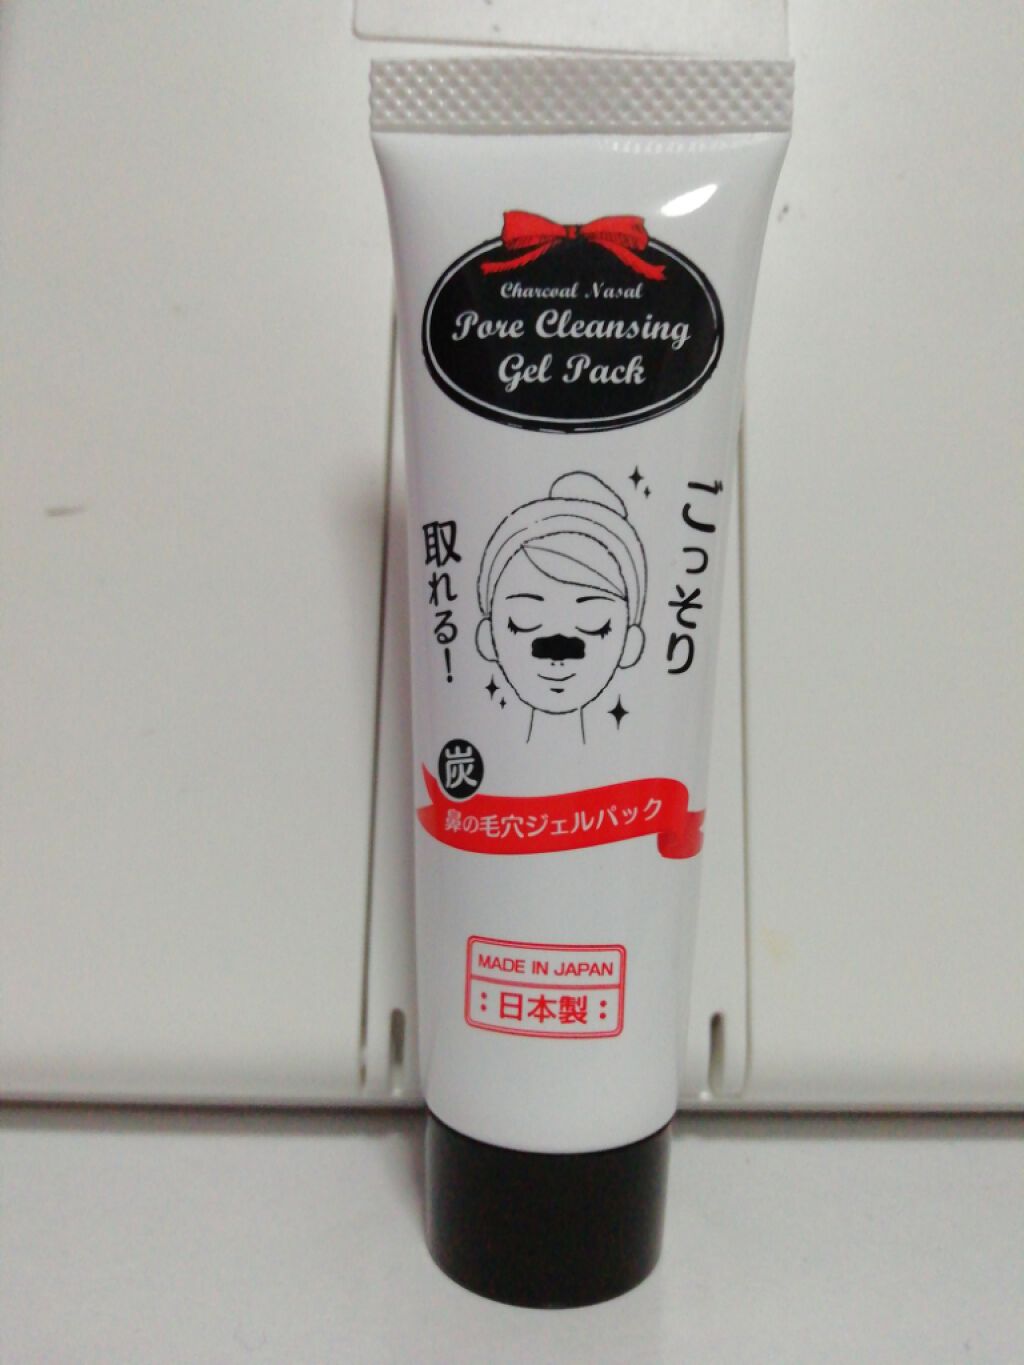 Charcoal Nasal
Pore Cleansing
Gel Pack
ごっそり
取れる!
炭
鼻の毛穴ジェルパック
MADE IN JAPAN
:日本製: